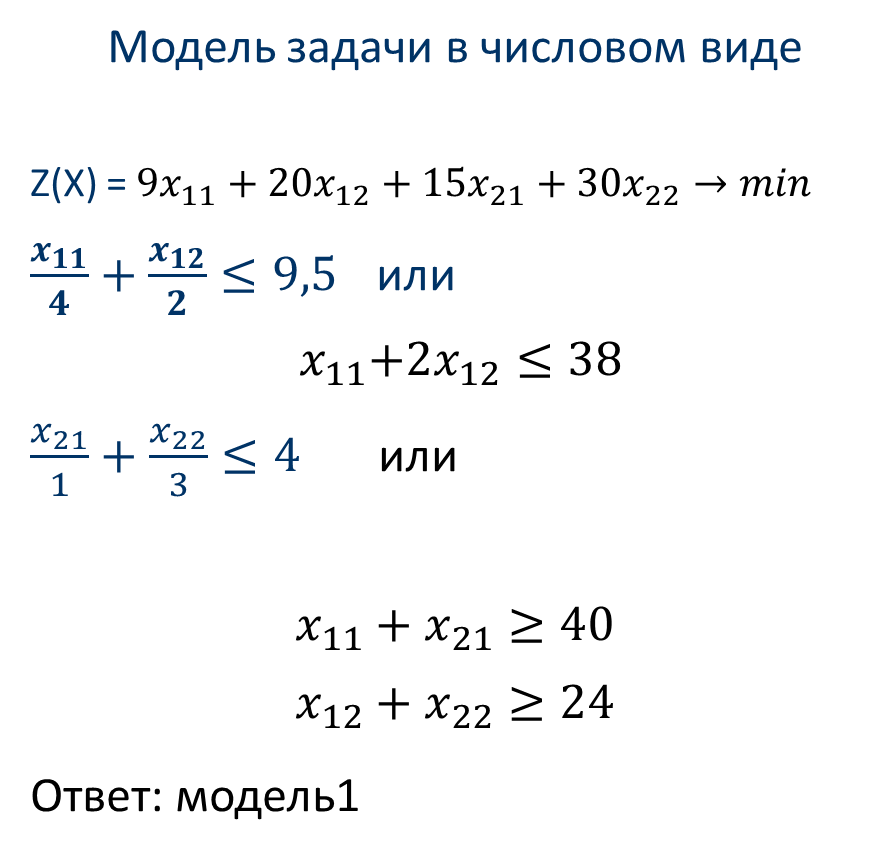 Модель задачи в числовом виде
Z(X) = 9x₁₁ + 20x₁₂ + 15x₂₁ + 30x₂₂ → min
x₁₁/4 + x₁₂/2 ≤ 9,5 или
x₁₁+2x₁₂ ≤ 38
x₂₁/1 + x₂₂/3 ≤ 4 или
x₁₁ + x₂₁ ≥ 40
x₁₂ + x₂₂ ≥ 24
Ответ: модель1